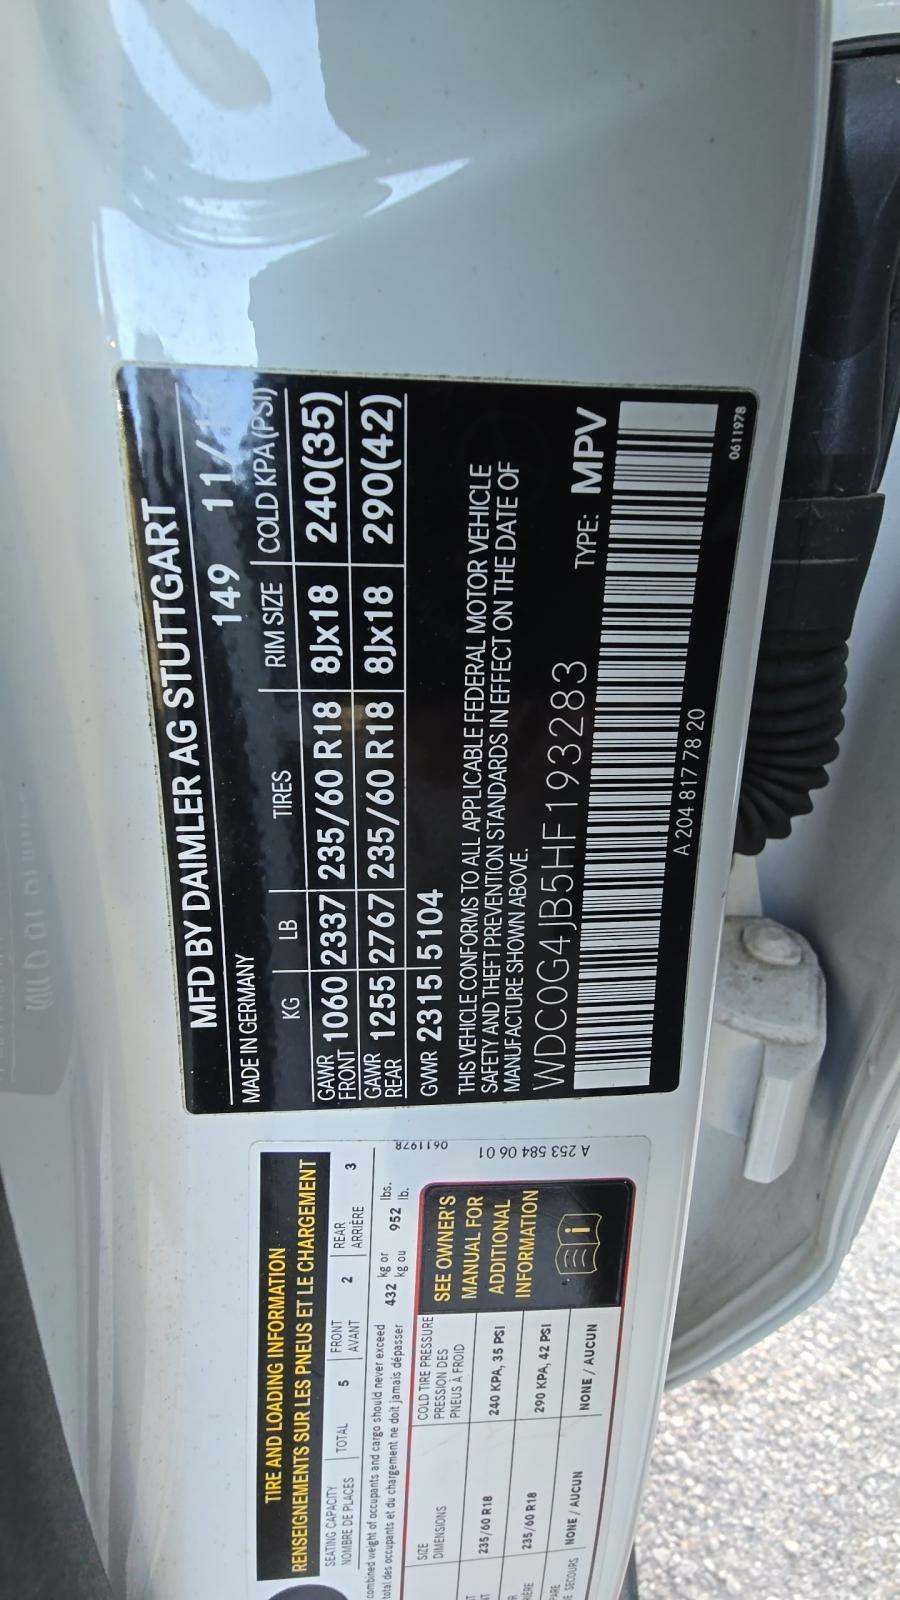 MFD BY DAIMLER AG STUTTGART
MADE IN GERMANY 149 11/
KG LB TIRES RIM SIZE COLD KPA(PSI)
GAWR FRONT 1060 2337 235/60 R18 8Jx18 240(35)
GAWR REAR 1255 2767 235/60 R18 8Jx18 290(42)
GVWR 2315 5104
THIS VEHICLE CONFORMS TO ALL APPLICABLE FEDERAL MOTOR VEHICLE
SAFETY AND THEFT PREVENTION STANDARDS IN EFFECT ON THE DATE OF
MANUFACTURE SHOWN ABOVE.
WDC0G4JB5HF193283 TYPE: MPV
A 204 817 78 20
0611978
TIRE AND LOADING INFORMATION
RENSEIGNEMENTS SUR LES PNEUS ET LE CHARGEMENT
SEATING CAPACITY TOTAL 5 FRONT 2 REAR 3
NOMBRE DE PLACES AVANT ARRIÈRE
combined weight of occupants and cargo should never exceed 432 kg or 952 lbs.
total des occupants et du chargement ne doit jamais dépasser kg ou lb.
SIZE COLD TIRE PRESSURE
DIMENSIONS PRESSION DES
PNEUS À FROID
235/60 R18 240 KPA, 35 PSI
235/60 R18 290 KPA, 42 PSI
NONE / AUCUN NONE / AUCUN
SECOURS
SEE OWNER'S
MANUAL FOR
ADDITIONAL
INFORMATION
0611978
A 253 584 06 01